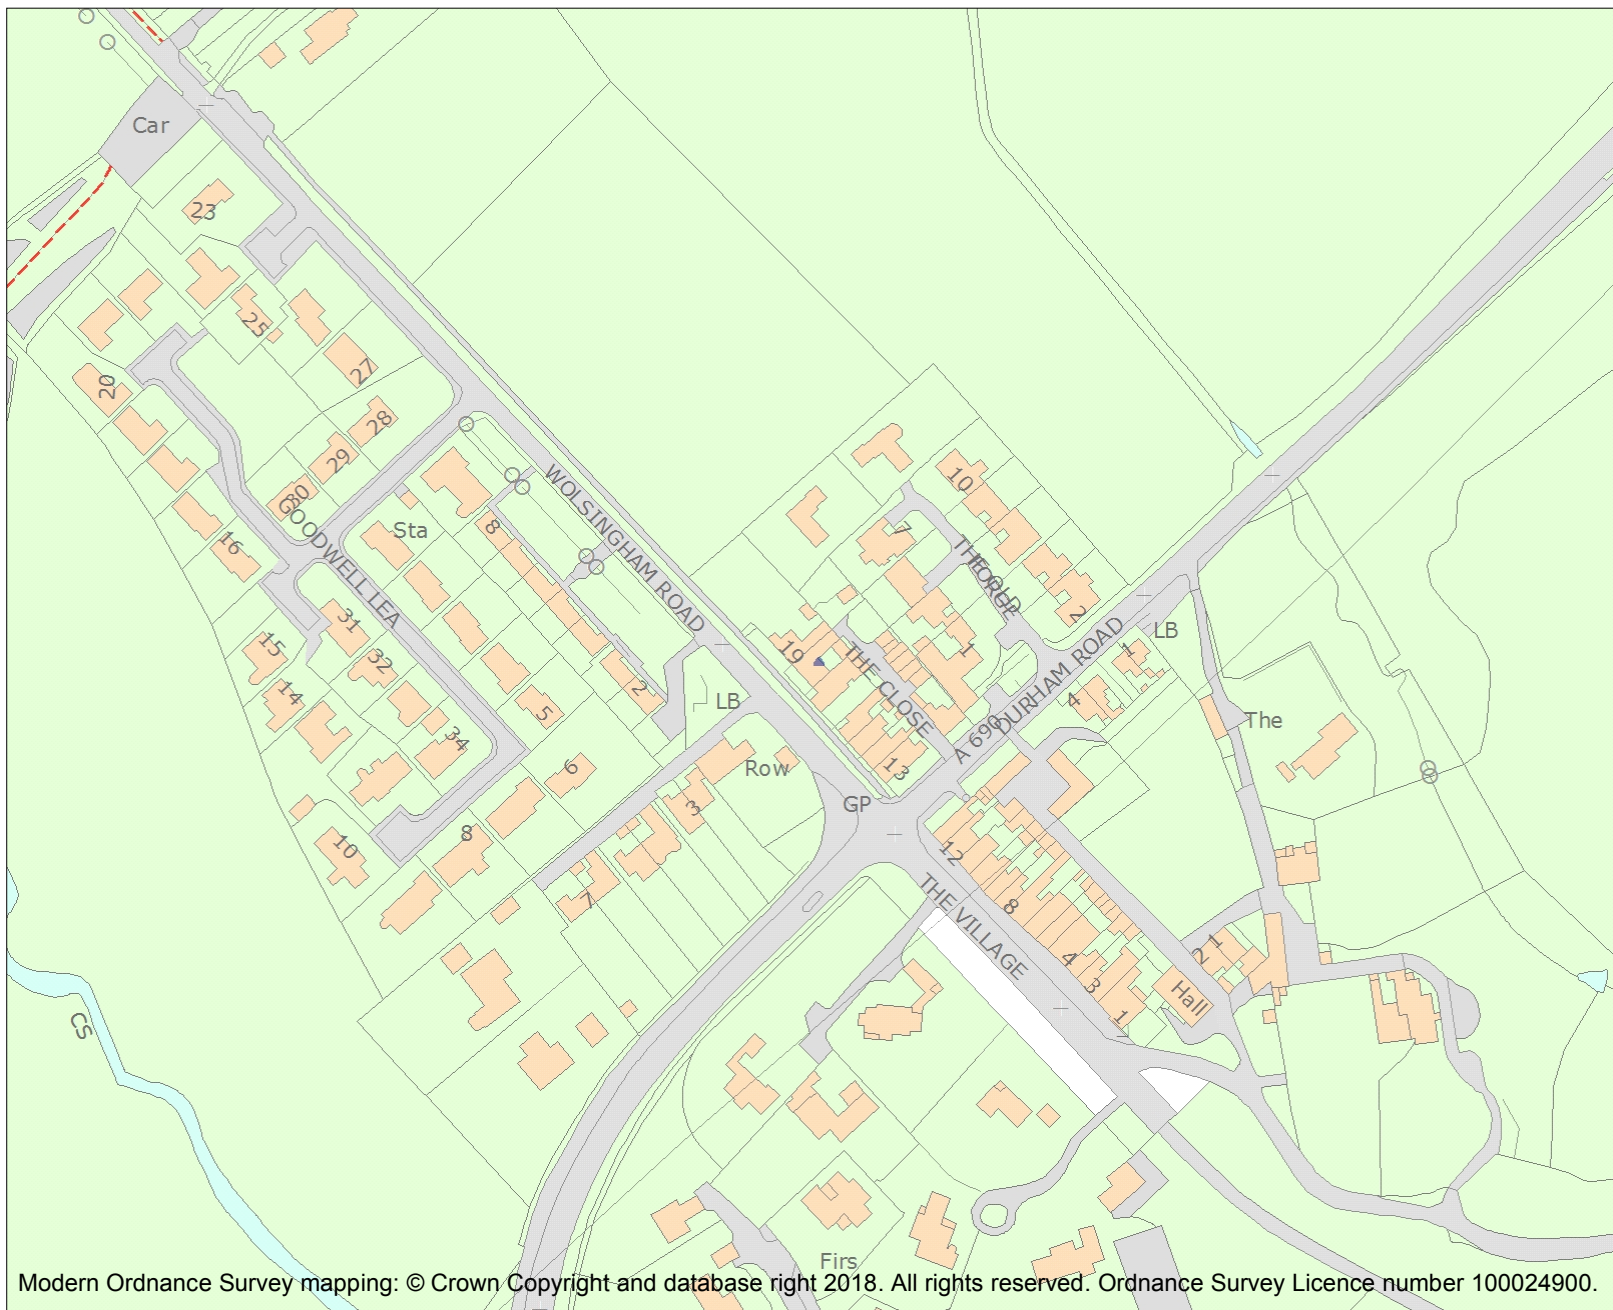 Car
23
25
27
20
28
29
30
GOODWELL LEA
16
Sta
8
WOLSINGHAM ROAD
10
7
THE OLD
FORGE
2
1
LB
1
4
DURHAM ROAD
A 690
The
31
32
15
14
34
5
2
LB
19
THE CLOSE
13
Row
GP
6
3
8
10
7
12
8
THE VILLAGE
4
3
1
Hall
1
2
CS
Firs
Modern Ordnance Survey mapping: © Crown Copyright and database right 2018. All rights reserved. Ordnance Survey Licence number 100024900.